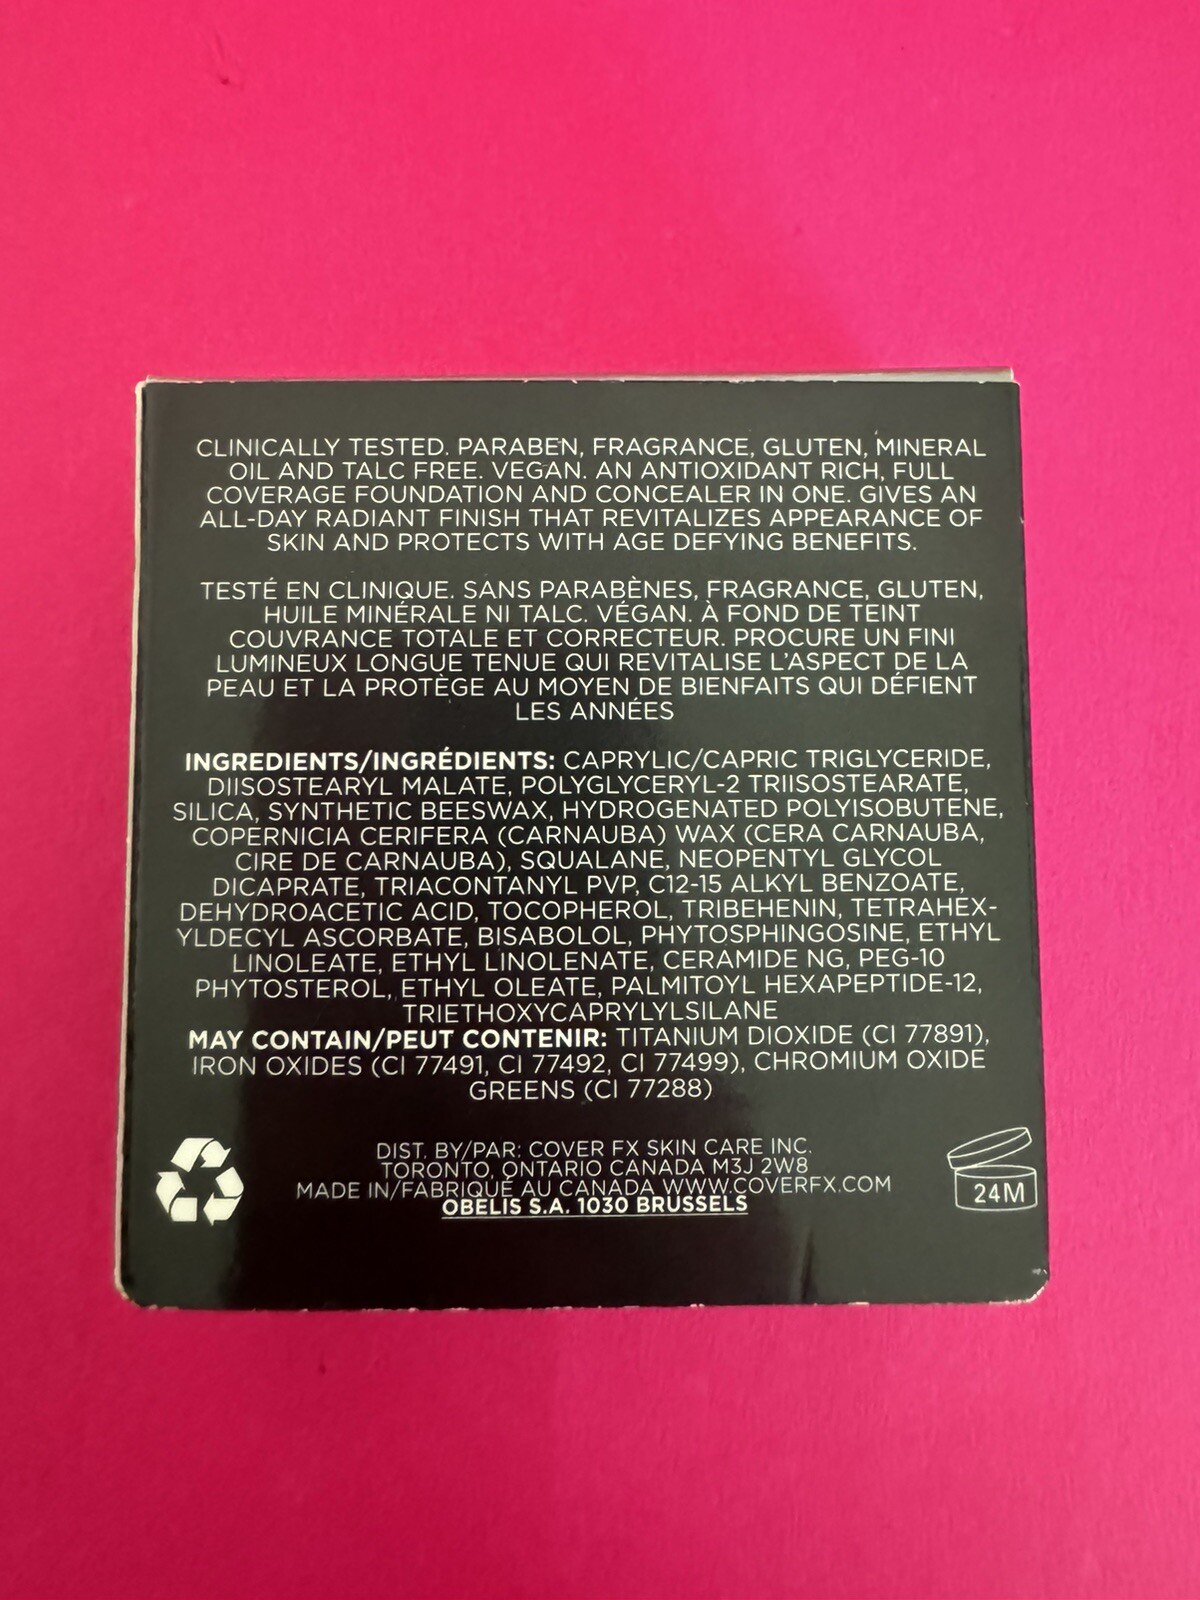 CLINICALLY TESTED. PARABEN, FRAGRANCE, GLUTEN, MINERAL
OIL AND TALC FREE. VEGAN. AN ANTIOXIDANT RICH, FULL
COVERAGE FOUNDATION AND CONCEALER IN ONE. GIVES AN
ALL-DAY RADIANT FINISH THAT REVITALIZES APPEARANCE OF
SKIN AND PROTECTS WITH AGE DEFYING BENEFITS.
TESTÉ EN CLINIQUE. SANS PARABÈNES, FRAGRANCE, GLUTEN,
HUILE MINÉRALE NI TALC. VÉGAN. À FOND DE TEINT
COUVRANCE TOTALE ET CORRECTEUR. PROCURE UN FINI
LUMINEUX LONGUE TENUE QUI REVITALISE L'ASPECT DE LA
PEAU ET LA PROTÈGE AU MOYEN DE BIENFAITS QUI DÉFIENT
LES ANNÉES
INGREDIENTS/INGRÉDIENTS: CAPRYLIC/CAPRIC TRIGLYCERIDE,
DIISOSTEARYL MALATE, POLYGLYCERYL-2 TRIISOSTEARATE,
SILICA, SYNTHETIC BEESWAX, HYDROGENATED POLYISOBUTENE,
COPERNICIA CERIFERA (CARNAUBA) WAX (CERA CARNAUBA,
CIRE DE CARNAUBA), SQUALANE, NEOPENTYL GLYCOL
DICAPRATE, TRIACONTANYL PVP, C12-15 ALKYL BENZOATE,
DEHYDROACETIC ACID, TOCOPHEROL, TRIBEHENIN, TETRAHEX-
YLDECYL ASCORBATE, BISABOLOL, PHYTOSPHINGOSINE, ETHYL
LINOLEATE, ETHYL LINOLENATE, CERAMIDE NG, PEG-10
PHYTOSTEROL, ETHYL OLEATE, PALMITOYL HEXAPEPTIDE-12,
TRIETHOXYCAPRYLYLSILANE
MAY CONTAIN/PEUT CONTENIR: TITANIUM DIOXIDE (CI 77891),
IRON OXIDES (CI 77491, CI 77492, CI 77499), CHROMIUM OXIDE
GREENS (CI 77288)
DIST. BY/PAR: COVER FX SKIN CARE INC.
TORONTO, ONTARIO CANADA M3J 2W8
MADE IN/FABRIQUÉ AU CANADA WWW.COVERFX.COM
OBELIS S.A. 1030 BRUSSELS
24M